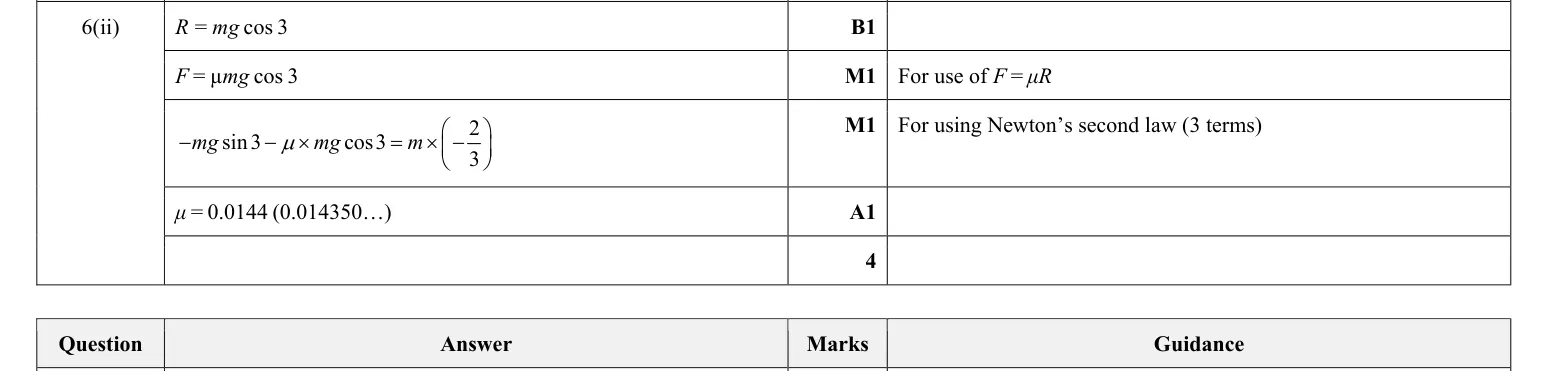 6(ii) R = mg cos 3 B1
F = μmg cos 3 M1 For use of F = μR
−mg sin 3 − μ × mg cos 3 = m × (−2/3) M1 For using Newton’s second law (3 terms)
μ = 0.0144 (0.014350…) A1
4
Question Answer Marks Guidance